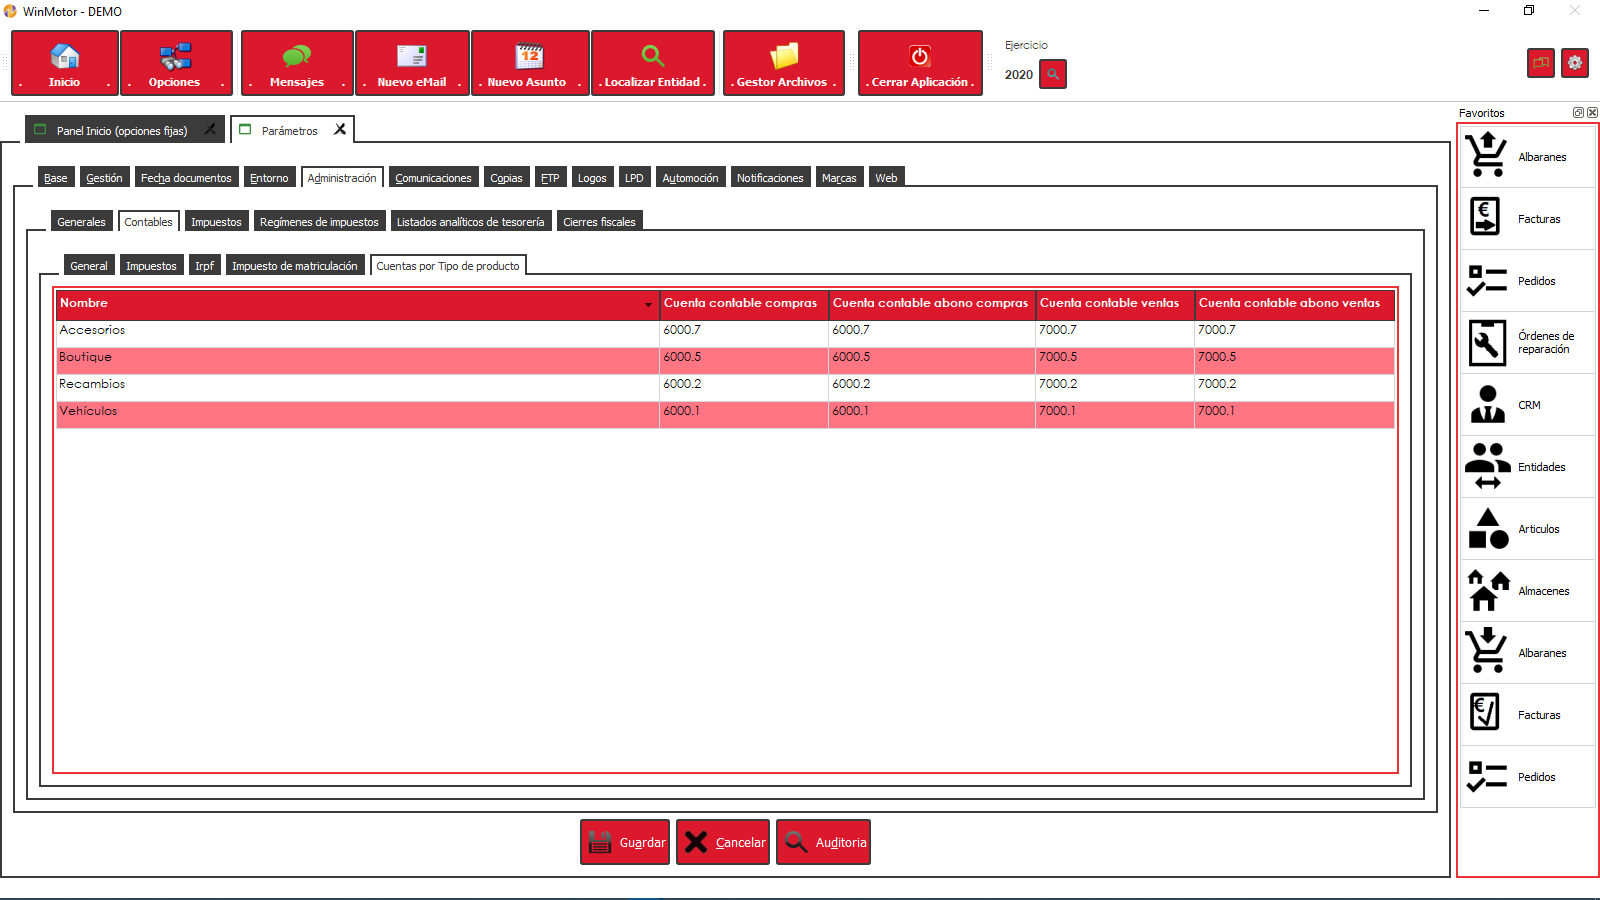 WinMotor - DEMO
. Inicio .
. Opciones .
. Mensajes .
. Nuevo eMail .
12
. Nuevo Asunto .
. Localizar Entidad .
. Gestor Archivos .
. Cerrar Aplicación .
Ejercicio
2020
Panel Inicio (opciones fijas)
Parámetros
Favoritos
Base
Gestión
Fecha documentos
Entorno
Administración
Comunicaciones
Copias
FTP
Logos
LPD
Automoción
Notificaciones
Marcas
Web
Generales
Contables
Impuestos
Regímenes de impuestos
Listados analíticos de tesorería
Cierres fiscales
General
Impuestos
Irpf
Impuesto de matriculación
Cuentas por Tipo de producto
Nombre Cuenta contable compras Cuenta contable abono compras Cuenta contable ventas Cuenta contable abono ventas
Accesorios 6000.7 6000.7 7000.7 7000.7
Boutique 6000.5 6000.5 7000.5 7000.5
Recambios 6000.2 6000.2 7000.2 7000.2
Vehículos 6000.1 6000.1 7000.1 7000.1
Guardar
Cancelar
Auditoria
Albaranes
€
Facturas
Pedidos
Órdenes de
reparación
CRM
Entidades
Articulos
Almacenes
Albaranes
€
Facturas
Pedidos